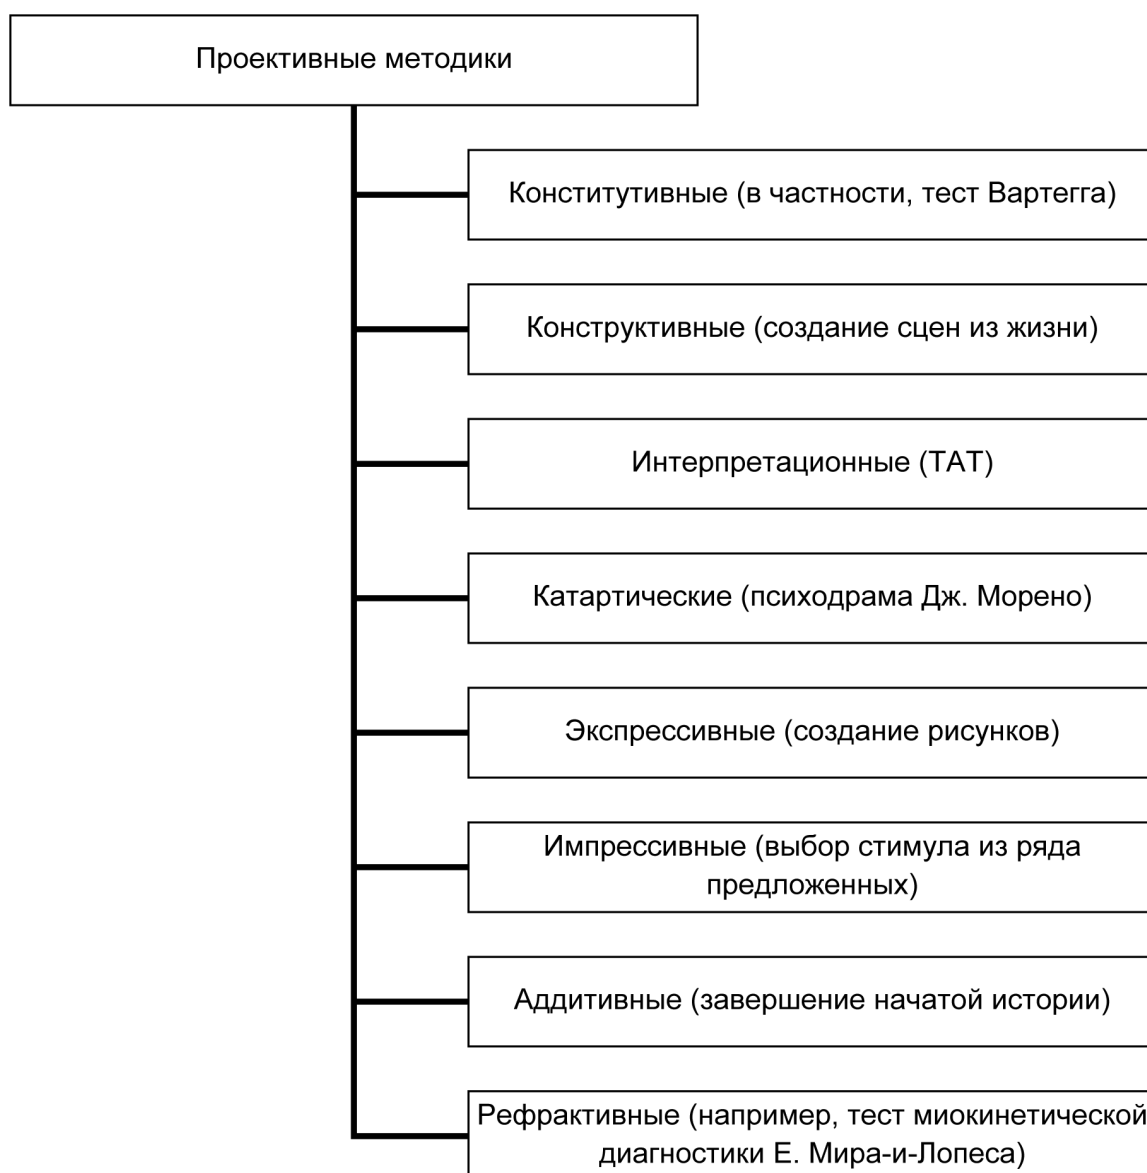 Проективные методики
Конститутивные (в частности, тест Вартегга)
Конструктивные (создание сцен из жизни)
Интерпретационные (ТАТ)
Катартические (психодрама Дж. Морено)
Экспрессивные (создание рисунков)
Импрессивные (выбор стимула из ряда
предложенных)
Аддитивные (завершение начатой истории)
Рефрактивные (например, тест миокинетической
диагностики Е. Мира-и-Лопеса)